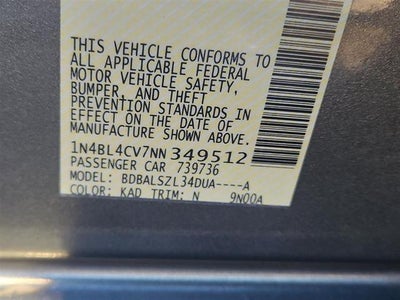 THIS VEHICLE CONFORMS TO
ALL APPLICABLE FEDERAL
MOTOR VEHICLE SAFETY,
BUMPER, AND THEFT
PREVENTION STANDARDS IN
EFFECT ON THE DATE OF
MANUFACTURE SHOWN ABOVE.
1N4BL4CV7NN349512
PASSENGER CAR 739736
MODEL: BDBALSZL34DUA----A
COLOR: KAD TRIM: N 9N00A